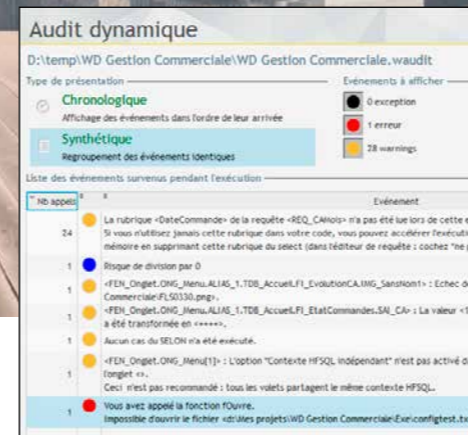 Audit dynamique
D:\temp\WD Gestion Commerciale\WD Gestion Commerciale.waudit
Type de présentation
Evénements à afficher
Chronologique
0 exception
Affichage des événements dans l'ordre de leur arrivée
1 erreur
Synthétique
28 warnings
Regroupement des événements identiques
Liste des événements survenus pendant l'exécution
Nb appels
Evénement
La rubrique <DateCommande> de la requête <REQ_CAMois> n'a pas été lue lors de cette
24
Si vous n'utilisez jamais cette rubrique dans votre code, vous pouvez accélérer l'exécuti
mémoire en supprimant cette rubrique du select (dans l'éditeur de requête : cochez "ne
1
Risque de division par 0
<FEN_Onglet.ONG_Menu.ALIAS_1.TDB_Accueil.FI_EvolutionCA.IMG_SansNom1> : Echec de
1
Commerciale\FLS0330.png>.
<FEN_Onglet.ONG_Menu.ALIAS_1.TDB_Accueil.FI_EtatCommandes.SAI_CA> : La valeur <1
1
a été transformée en <+++++>.
1
Aucun cas du SELON n'a été exécuté.
<FEN_Onglet.ONG_Menu[1]> : L'option "Contexte HFSQL indépendant" n'est pas activé d
1
l'onglet <>.
Ceci n'est pas recommandé : tous les volets partagent le même contexte HFSQL.
Vous avez appelé la fonction fOuvre.
1
Impossible d'ouvrir le fichier <d:\Mes projets\WD Gestion Commerciale\Exe\configtest.tx